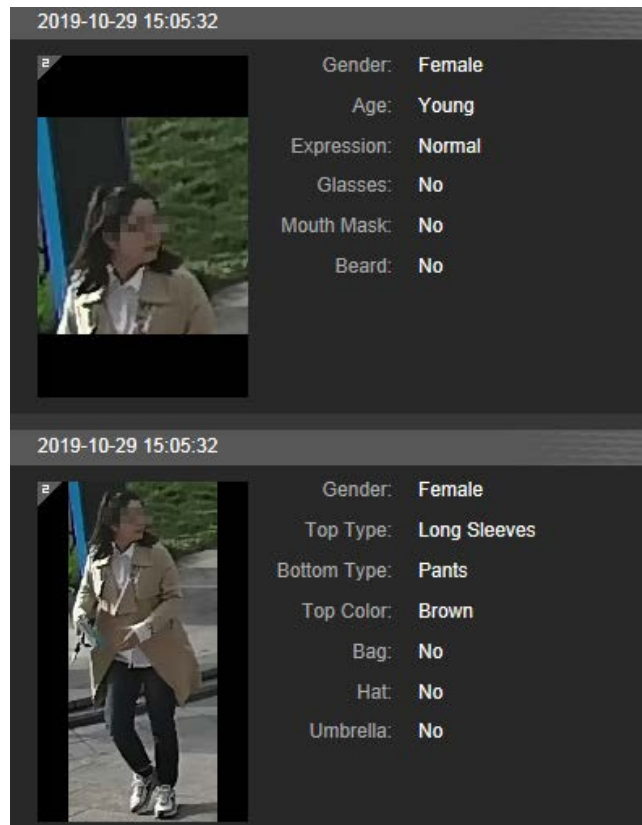 2019-10-29 15:05:32
2
Gender: Female
Age: Young
Expression: Normal
Glasses: No
Mouth Mask: No
Beard: No
2019-10-29 15:05:32
2
Gender: Female
Top Type: Long Sleeves
Bottom Type: Pants
Top Color: Brown
Bag: No
Hat: No
Umbrella: No